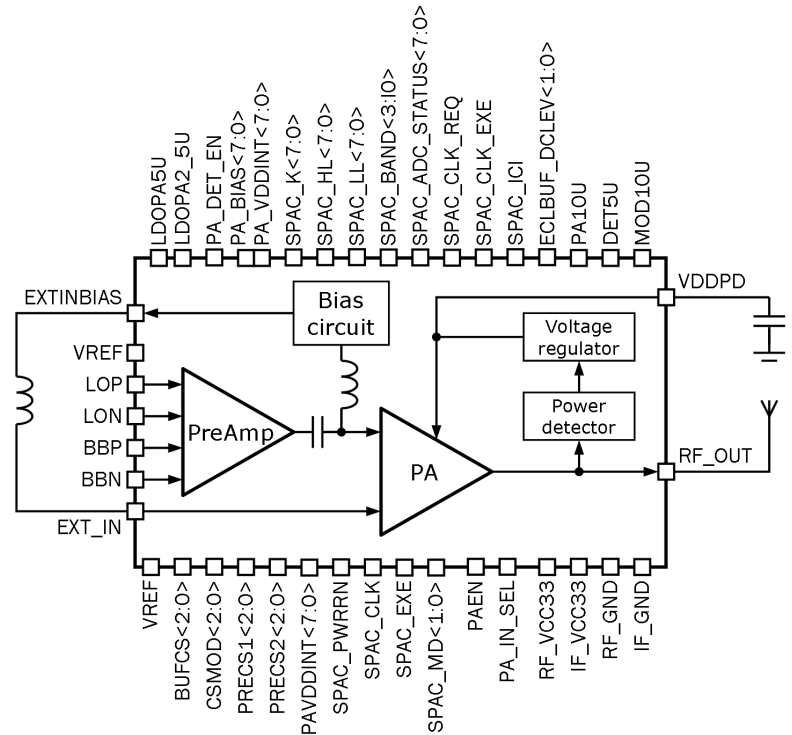 LDOPA5U
LDOPA2_5U
PA_DET_EN
PA_BIAS<7:0>
PA_VDDINT<7:0>
SPAC_K<7:0>
SPAC_HL<7:0>
SPAC_LL<7:0>
SPAC_BAND<3:I0>
SPAC_ADC_STATUS<7:0>
SPAC_CLK_REQ
SPAC_CLK_EXE
SPAC_ICI
ECLBUF_DCLEV<1:0>
PA10U
DET5U
MOD10U
EXTINBIAS
VREF
LOP
LON
BBP
BBN
EXT_IN
Bias
circuit
PreAmp
PA
Voltage
regulator
Power
detector
VDDPD
RF_OUT
VREF
BUFCS<2:0>
CSMOD<2:0>
PRECS1<2:0>
PRECS2<2:0>
PAVDDINT<7:0>
SPAC_PWRRN
SPAC_CLK
SPAC_EXE
SPAC_MD<1:0>
PAEN
PA_IN_SEL
RF_VCC33
IF_VCC33
RF_GND
IF_GND